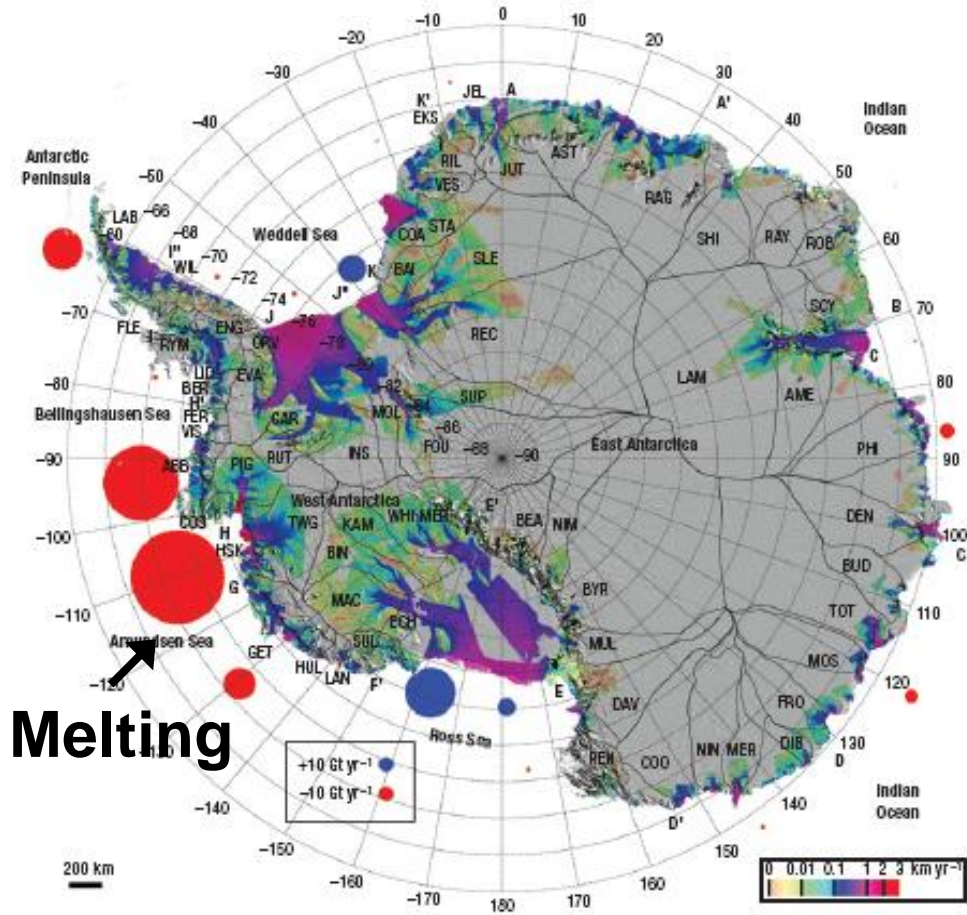 0
-10
10
-20
20
-30
30
K' JEL A
A'
EKS
Indian
Ocean
-40
40
Antarctic
Peninsula
RIL
JUT
AST
VES
RAG
50
-50
LAB -66
-60
-68
Weddell Sea
COA STA
SHI
RAY
ROB
I"
-70
WIL
60
K BAI
SLE
-72
J"
-74
SCY
B
-70
J
-76
70
FLE
ENG
ORV
-78
REC
RYM
C
-80
LAM
EVA
-82
80
-80
BER
H'
FER
MOL
-84
SUP
AME
Bellingshausen Sea
VIS
GAR
-86
FOU
-88
-90
East Antarctica
PHI
-90
RUT
INS
90
ABB
PIG
West Antarctica
E'
COS
TWG
KAM
WHI MER
BEA
NIM
DEN
-100
H
100
HSK
BIN
C
BUD
G
MAC
BYR
-110
ECH
TOT
110
Amundsen Sea
SUL
MUL
GET
MOS
HUL
LAN
F'
E
-120
DAV
120
FRO
Melting
Ross Sea
DIB
130
-130
REN
COO
NIN
MER
D
+10 Gt yr⁻¹
-10 Gt yr⁻¹
Indian
Ocean
-140
D'
140
-150
150
200 km
-160
160
-170
180
170
0 0.01 0.1 1 2 3 km yr⁻¹